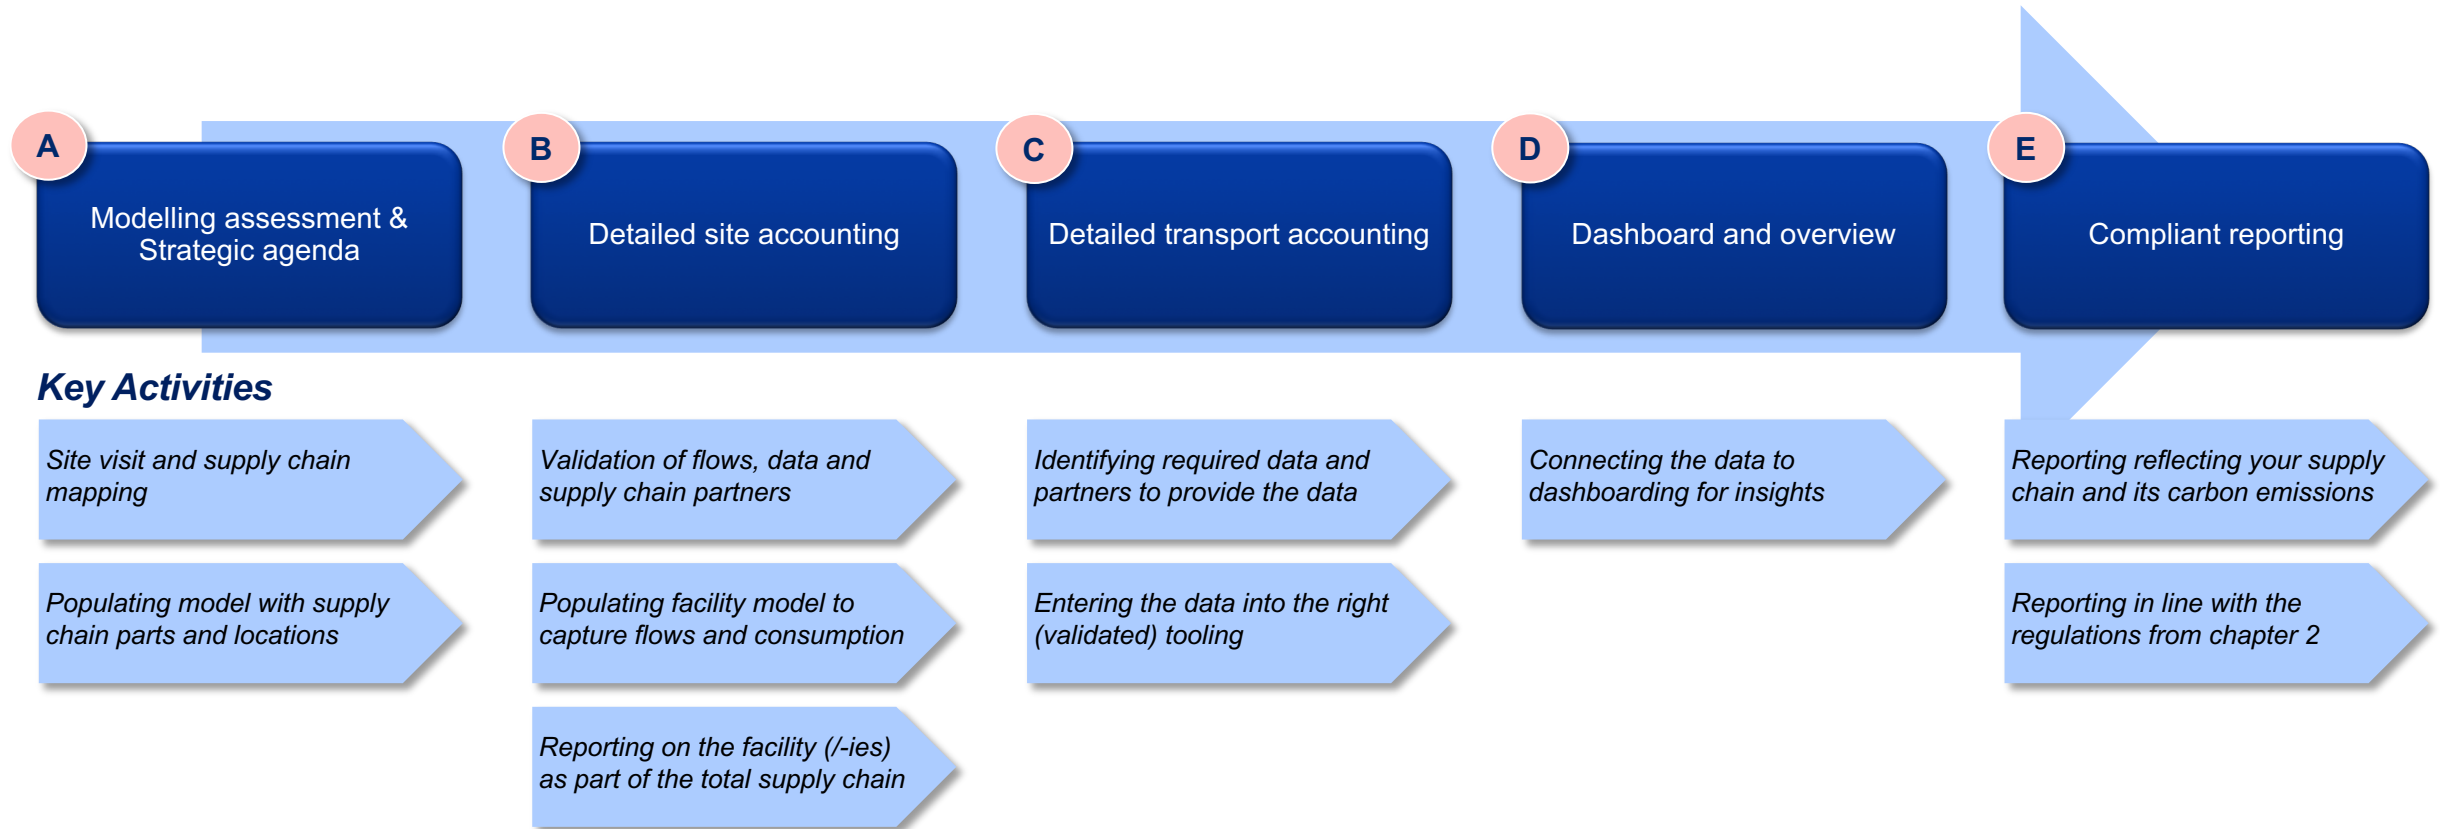 A
Modelling assessment &
Strategic agenda
B
Detailed site accounting
C
Detailed transport accounting
D
Dashboard and overview
E
Compliant reporting
Key Activities
Site visit and supply chain
mapping
Populating model with supply
chain parts and locations
Validation of flows, data and
supply chain partners
Populating facility model to
capture flows and consumption
Reporting on the facility (/-ies)
as part of the total supply chain
Identifying required data and
partners to provide the data
Entering the data into the right
(validated) tooling
Connecting the data to
dashboarding for insights
Reporting reflecting your supply
chain and its carbon emissions
Reporting in line with the
regulations from chapter 2